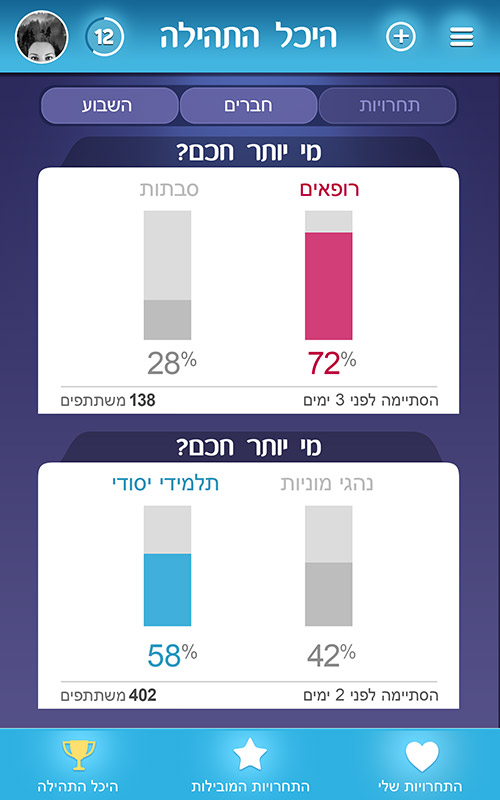 היכל התהילה
12
תחרויות
חברים
השבוע
מי יותר חכם?
רופאים
סבתות
72%
28%
הסתיימה לפני 3 ימים
138 משתתפים
מי יותר חכם?
נהגי מוניות
תלמידי יסודי
42%
58%
הסתיימה לפני 2 ימים
402 משתתפים
התחרויות שלי
התחרויות המובילות
היכל התהילה